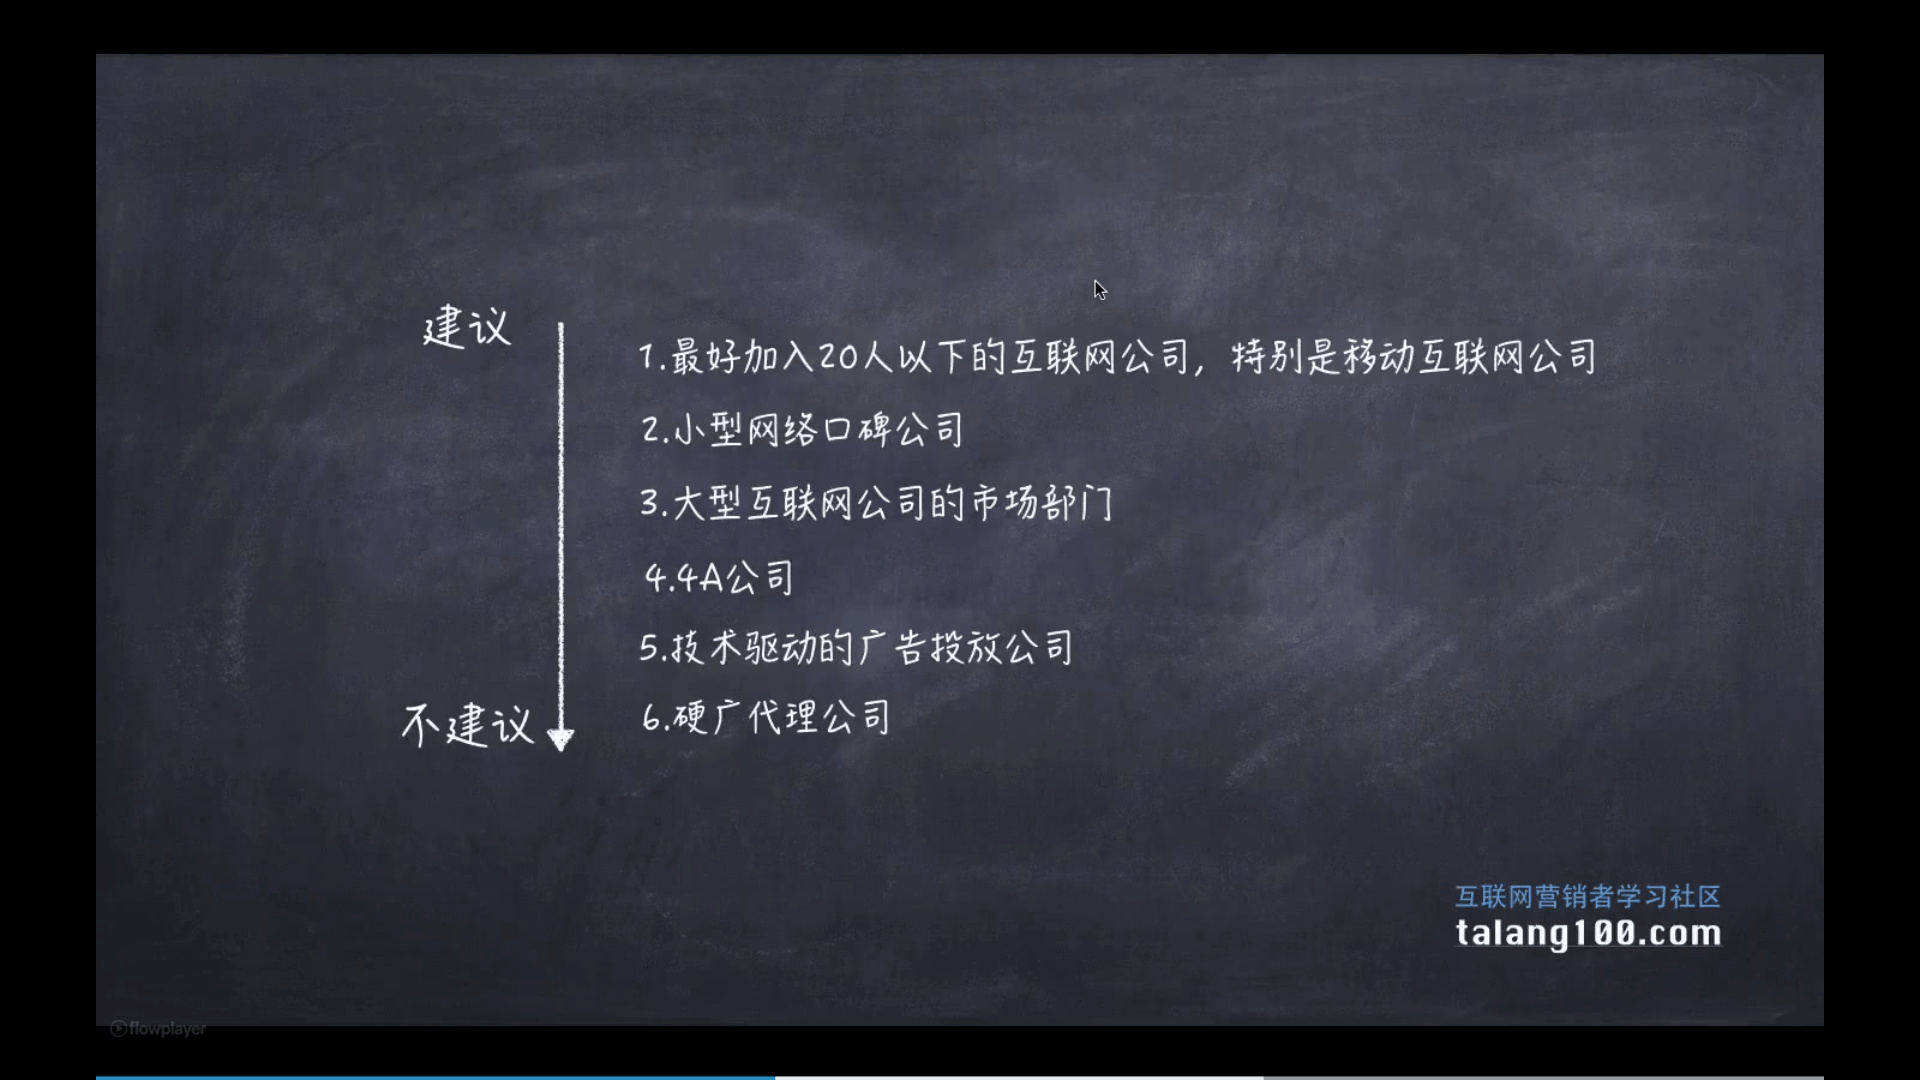 建议
1.最好加入20人以下的互联网公司，特别是移动互联网公司
2.小型网络口碑公司
3.大型互联网公司的市场部门
4.4A公司
5.技术驱动的广告投放公司
不建议
6.硬广代理公司
互联网营销者学习社区
talang100.com
flowplayer